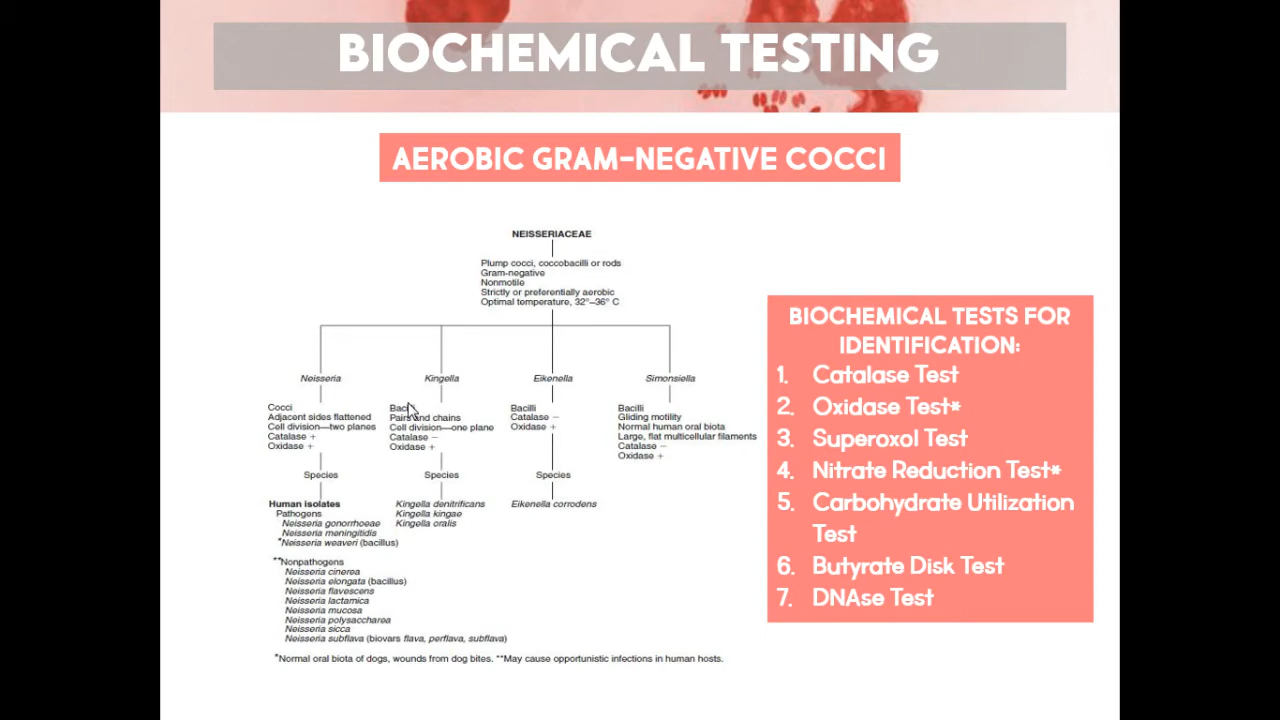 BIOCHEMICAL TESTING
AEROBIC GRAM-NEGATIVE COCCI
NEISSERIACEAE
Plump cocci, coccobacilli or rods
Gram-negative
Nonmotile
Strictly or preferentially aerobic
Optimal temperature, 32°–36° C
Neisseria
Cocci
Adjacent sides flattened
Cell division—two planes
Catalase +
Oxidase +
Species
Human isolates
Pathogens
Neisseria gonorrhoeae
Neisseria meningitidis
*Neisseria weaveri (bacillus)
**Nonpathogens
Neisseria cinerea
Neisseria elongata (bacillus)
Neisseria flavescens
Neisseria lactamica
Neisseria mucosa
Neisseria polysaccharea
Neisseria sicca
Neisseria subflava (biovars flava, perflava, subflava)
Kingella
Bacilli
Pairs and chains
Cell division—one plane
Catalase −
Oxidase +
Species
Kingella denitrificans
Kingella kingae
Kingella oralis
Eikenella
Bacilli
Catalase −
Oxidase +
Species
Eikenella corrodens
Simonsiella
Bacilli
Gliding motility
Normal human oral biota
Large, flat multicellular filaments
Catalase −
Oxidase +
*Normal oral biota of dogs, wounds from dog bites. **May cause opportunistic infections in human hosts.
BIOCHEMICAL TESTS FOR
IDENTIFICATION:
1. Catalase Test
2. Oxidase Test*
3. Superoxol Test
4. Nitrate Reduction Test*
5. Carbohydrate Utilization
Test
6. Butyrate Disk Test
7. DNAse Test